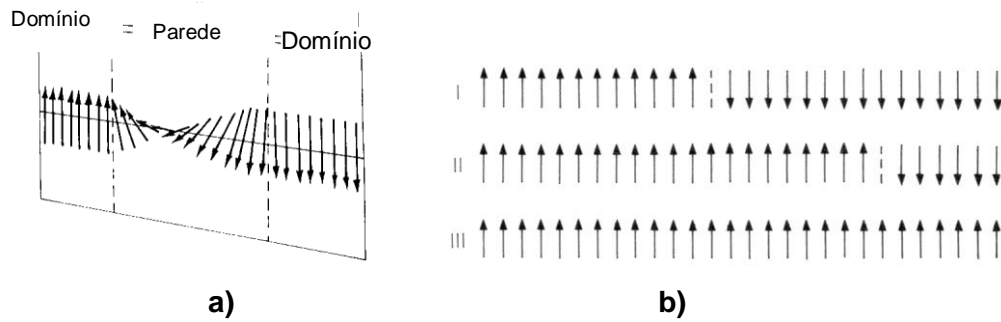 Domínio
Parede
Domínio
I
II
III
a)
b)